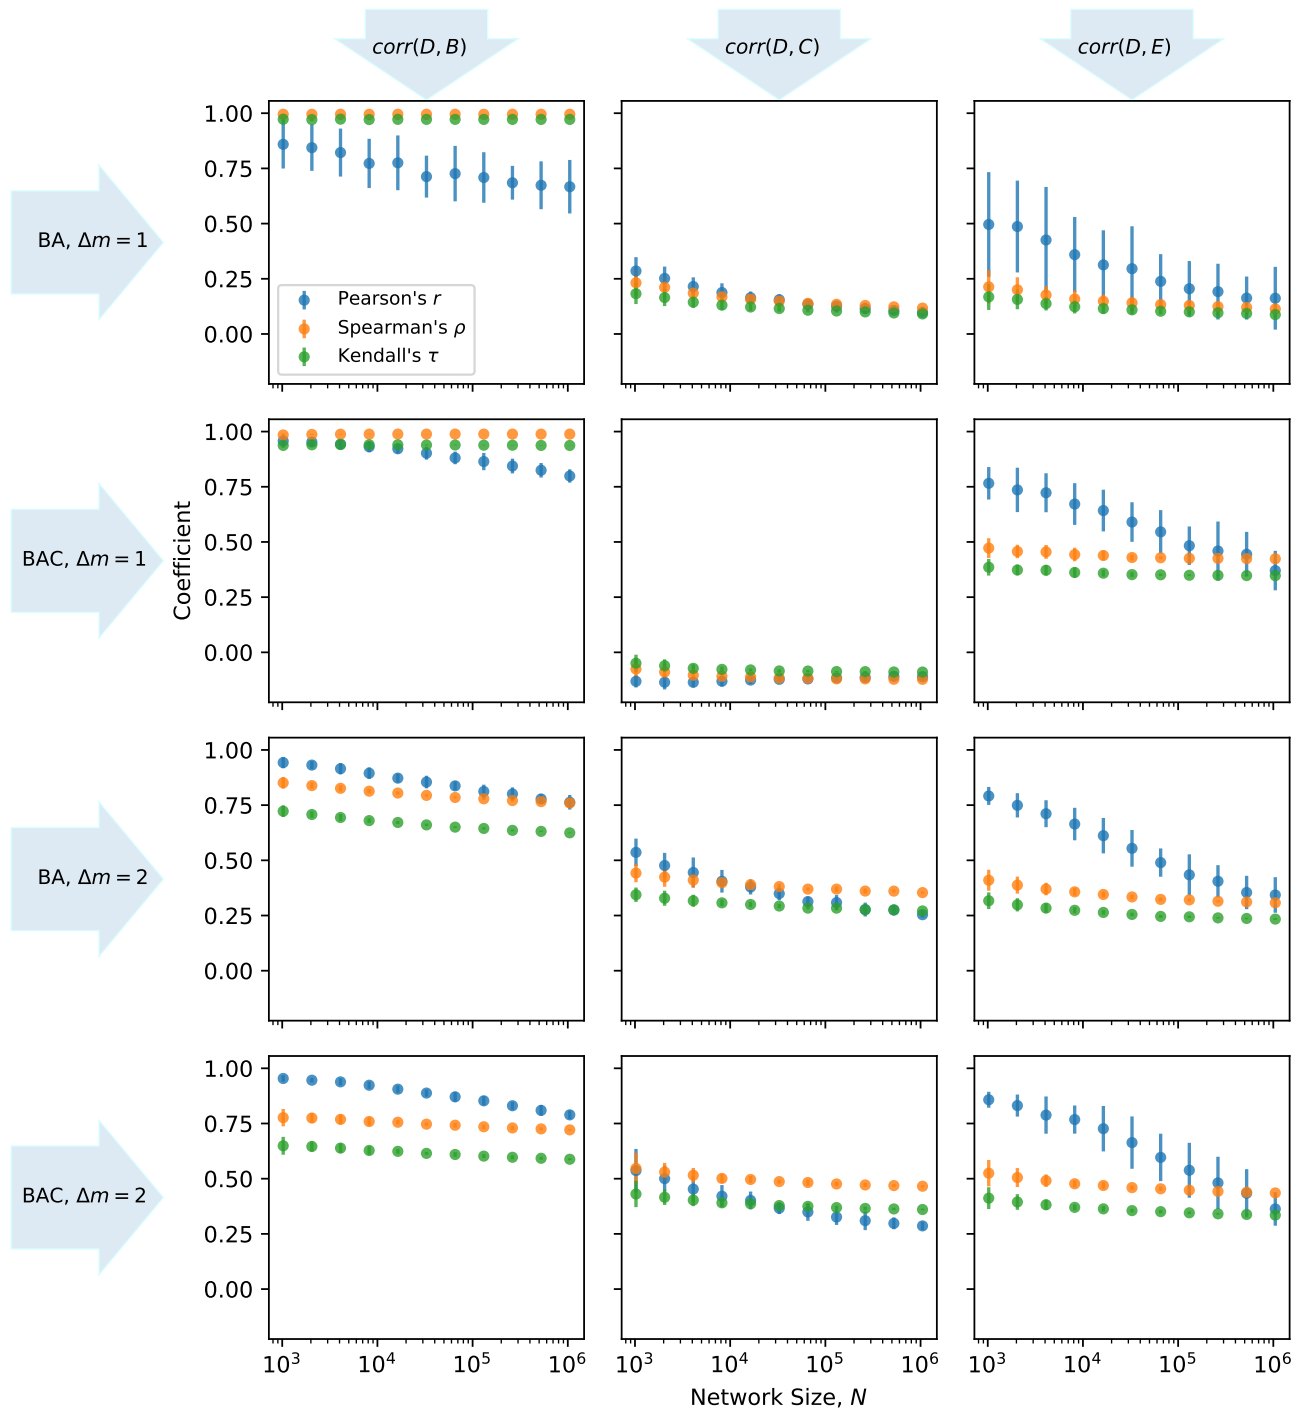 corr(D, B)
corr(D, C)
corr(D, E)
BA, Δm = 1
1.00
0.75
0.50
0.25
0.00
Pearson's r
Spearman's ρ
Kendall's τ
BAC, Δm = 1
Coefficient
1.00
0.75
0.50
0.25
0.00
BA, Δm = 2
1.00
0.75
0.50
0.25
0.00
BAC, Δm = 2
1.00
0.75
0.50
0.25
0.00
10³ 10⁴ 10⁵ 10⁶
10³ 10⁴ 10⁵ 10⁶
10³ 10⁴ 10⁵ 10⁶
Network Size, N